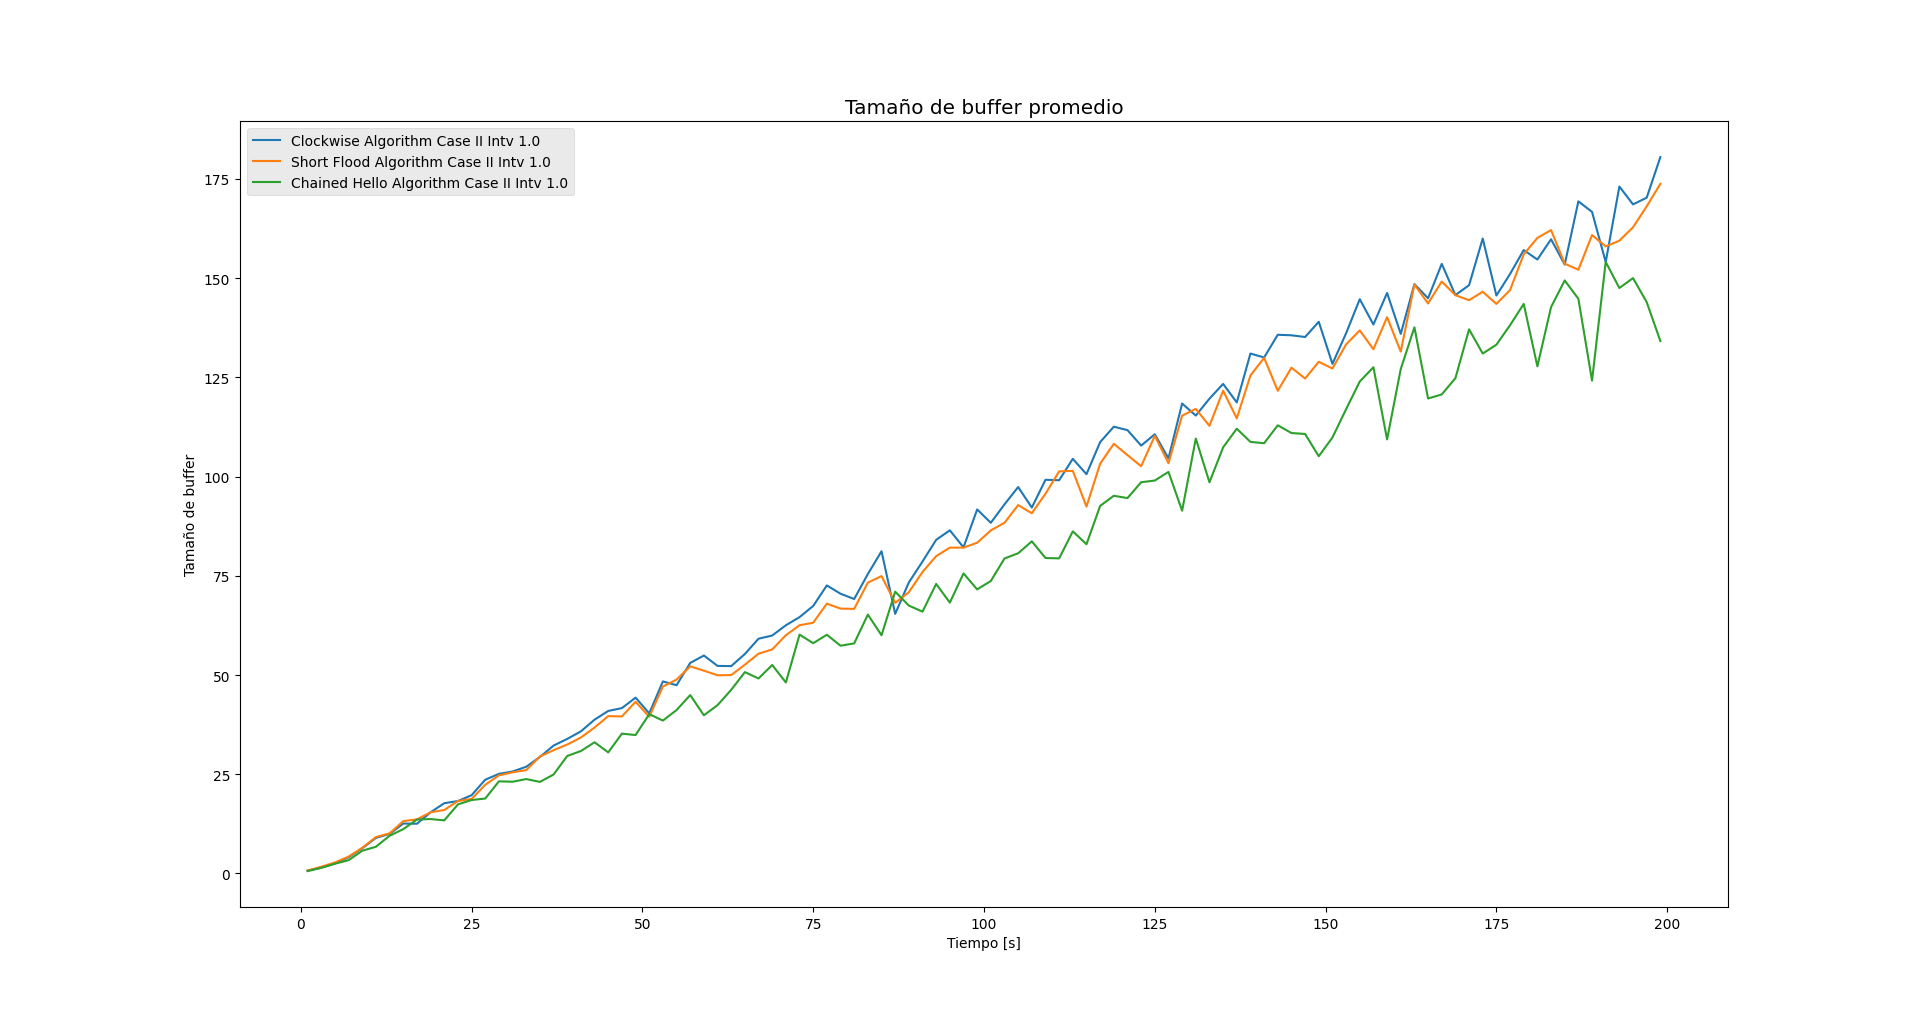 Tamaño de buffer promedio
Clockwise Algorithm Case II Intv 1.0
Short Flood Algorithm Case II Intv 1.0
Chained Hello Algorithm Case II Intv 1.0
Tamaño de buffer
175
150
125
100
75
50
25
0
0 25 50 75 100 125 150 175 200
Tiempo [s]